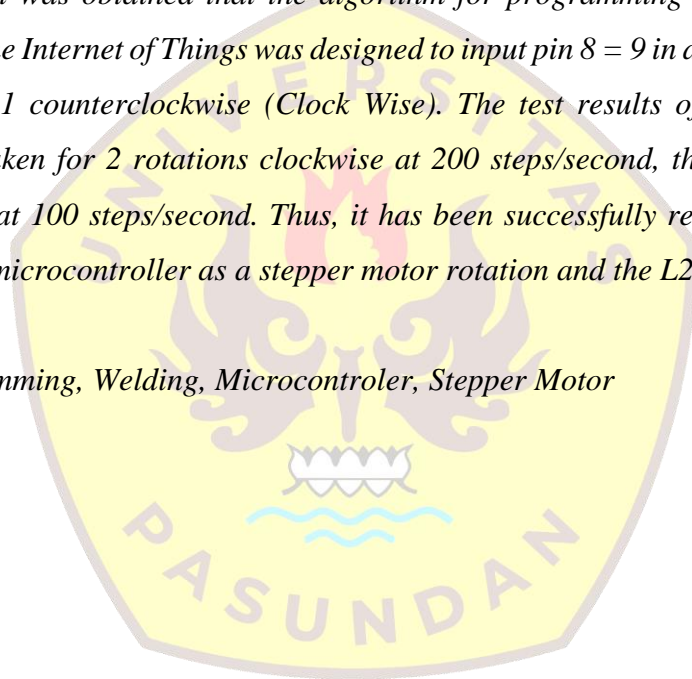 was obtained that the algorithm for programming
e Internet of Things was designed to input pin 8 = 9 in
1 counterclockwise (Clock Wise). The test results of
ken for 2 rotations clockwise at 200 steps/second, th
at 100 steps/second. Thus, it has been successfully re
microcontroller as a stepper motor rotation and the L2
mming, Welding, Microcontroler, Stepper Motor
UNIVERSITAS
PASUNDAN